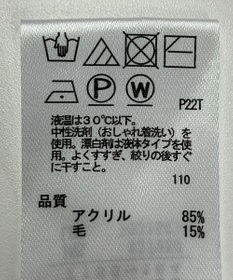 P W
P22T
液温は30℃以下。
中性洗剤(おしゃれ着洗い)を
使用。漂白剤は液体タイプを使
用。よくすすぎ、絞りの後すぐ
に干すこと。
110
品質
アクリル 85%
毛 15%